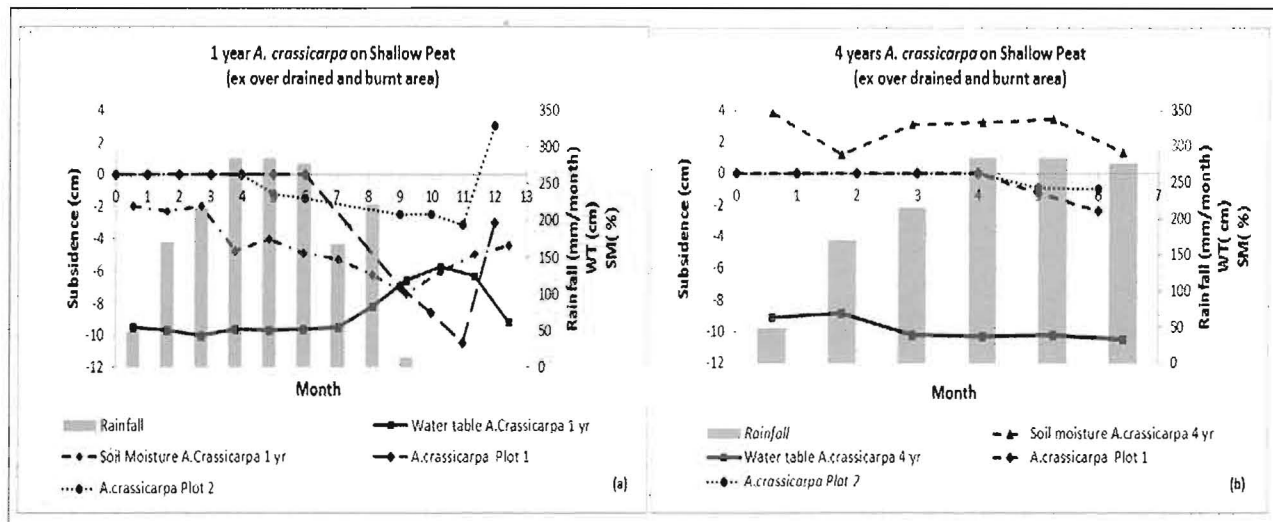 1 year A. crassicarpa on Shallow Peat
(ex over drained and burnt area)
4
2
0
-2
-4
-6
-8
-10
-12
Subsidence (cm)
0 1 2 3 4 5 6 7 8 9 10 11 12 13
350
300
250
200
150
100
50
0
Rainfall (mm/month)
WT (cm)
SM( %)
Month
Rainfall
Water table A.Crassicarpa 1 yr
Soil Moisture A.Crassicarpa 1 yr
A.crassicarpa Plot 1
A.crassicarpa Plot 2
(a)
4 years A. crassicarpa on Shallow Peat
(ex over drained and burnt area)
4
2
0
-2
-4
-6
-8
-10
-12
Subsidence (cm)
0 1 2 3 4 5 6 7
350
300
250
200
150
100
50
0
Rainfall (mm/month)
WT( cm)
SM( %)
Month
Rainfall
Soil moisture A.crassicarpa 4 yr
Water table A.crassicarpa 4 yr
A.crassicarpa Plot 1
A.crassicarpa Plot 2
(b)